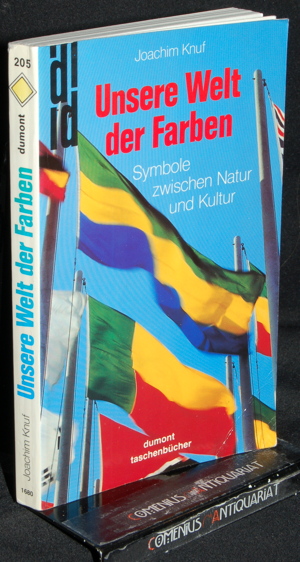 205
dumont
Unsere Welt der Farben
Joachim Knuf
1680
Joachim Knuf
Unsere Welt
der Farben
Symbole
zwischen Natur
und Kultur
dumont
taschenbücher
COMENIUS ANTIQUARIAT
COMENIUS ANTIQUARIAT